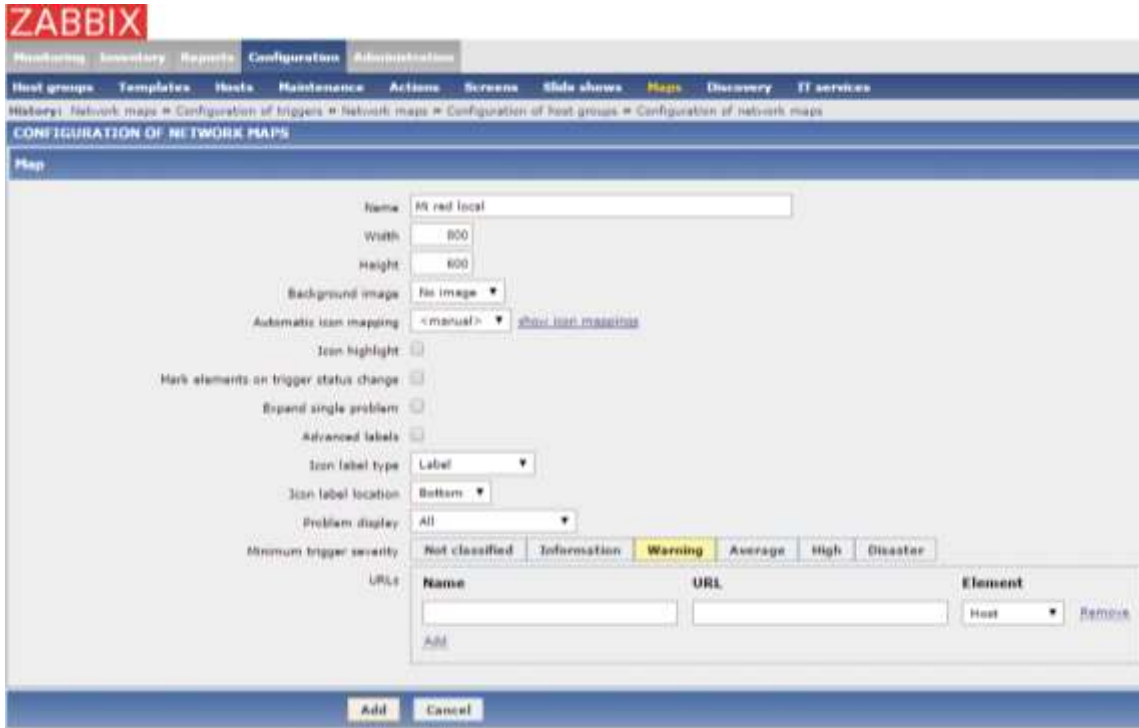 ZABBIX
Monitoring Inventory Reports Configuration Administration
Host groups Templates Hosts Maintenance Actions Screens Slide shows Maps Discovery IT services
History: Network maps » Configuration of triggers » Network maps » Configuration of host groups » Configuration of network maps
CONFIGURATION OF NETWORK MAPS
Map
Name Mi red local
Width 800
Height 600
Background image No image
Automatic icon mapping <manual> show icon mappings
Icon highlight
Mark elements on trigger status change
Expand single problem
Advanced labels
Icon label type Label
Icon label location Bottom
Problem display All
Minimum trigger severity Not classified Information Warning Average High Disaster
URLs Name URL Element
Host Remove
Add
Add Cancel